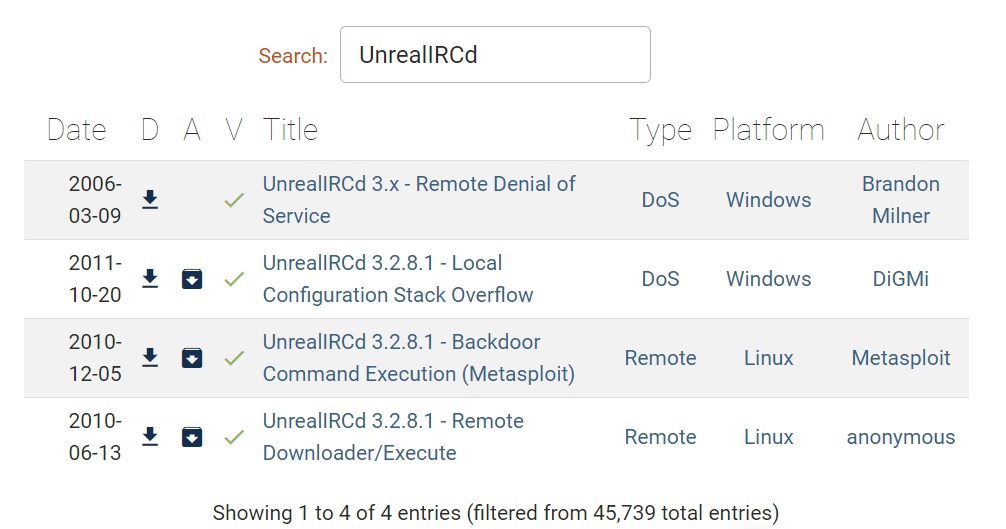 Search: UnrealIRCd
Date D A V Title Type Platform Author
2006-
03-09
UnrealIRCd 3.x - Remote Denial of
Service
DoS
Windows
Brandon
Milner
2011-
10-20
UnrealIRCd 3.2.8.1 - Local
Configuration Stack Overflow
DoS
Windows
DiGMi
2010-
12-05
UnrealIRCd 3.2.8.1 - Backdoor
Command Execution (Metasploit)
Remote
Linux
Metasploit
2010-
06-13
UnrealIRCd 3.2.8.1 - Remote
Downloader/Execute
Remote
Linux
anonymous
Showing 1 to 4 of 4 entries (filtered from 45,739 total entries)